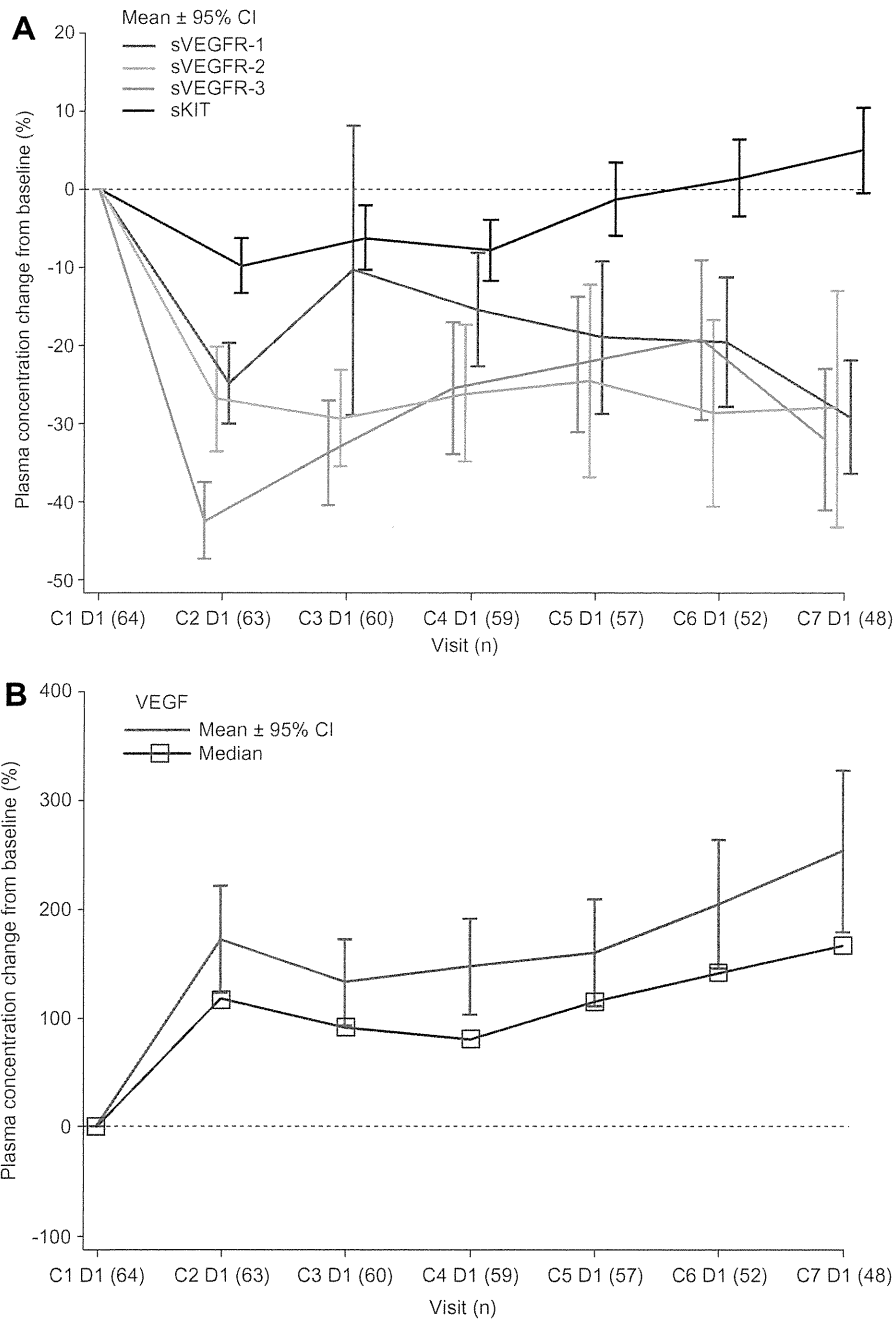 A
Mean ± 95% CI
sVEGFR-1
sVEGFR-2
sVEGFR-3
sKIT
Plasma concentration change from baseline (%)
20
10
0
-10
-20
-30
-40
-50
C1 D1 (64) C2 D1 (63) C3 D1 (60) C4 D1 (59) C5 D1 (57) C6 D1 (52) C7 D1 (48)
Visit (n)
B
VEGF
Mean ± 95% CI
Median
Plasma concentration change from baseline (%)
400
300
200
100
0
-100
C1 D1 (64) C2 D1 (63) C3 D1 (60) C4 D1 (59) C5 D1 (57) C6 D1 (52) C7 D1 (48)
Visit (n)